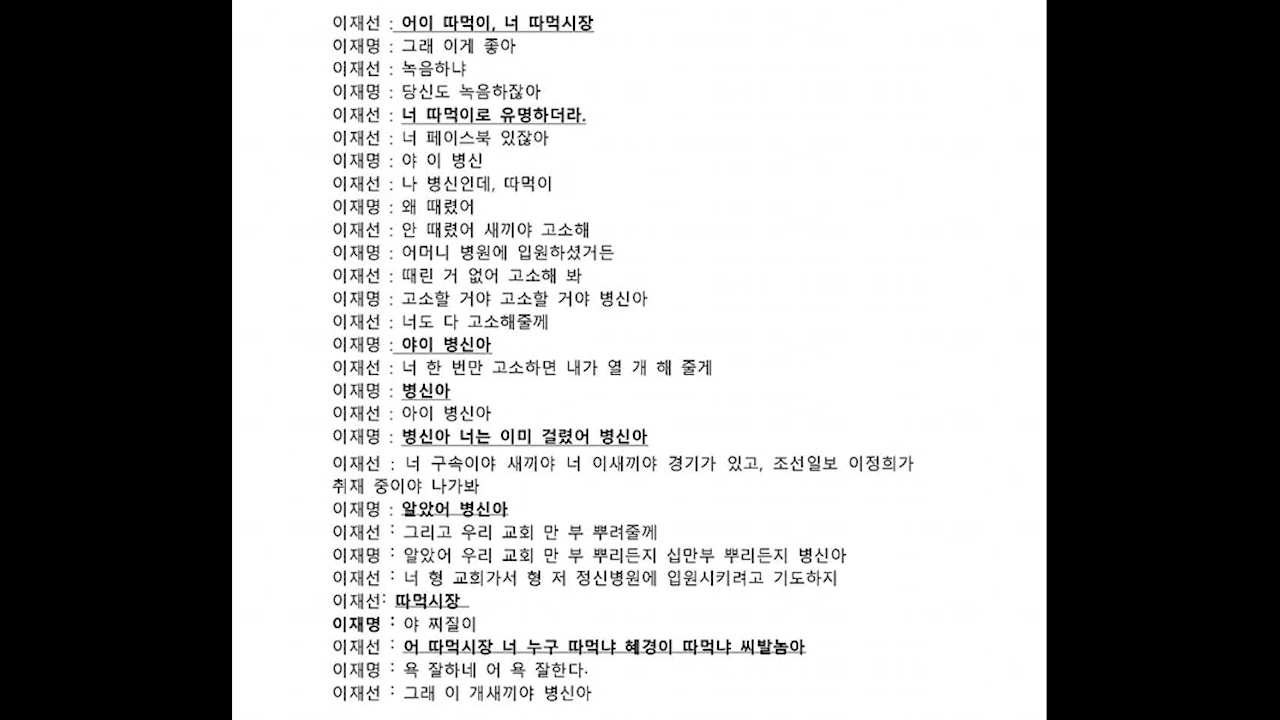 이재선 : 어이 따먹이, 너 따먹시장
이재명 : 그래 이게 좋아
이재선 : 녹음하냐
이재명 : 당신도 녹음하잖아
이재선 : 너 따먹이로 유명하더라.
이재선 : 너 페이스북 있잖아
이재명 : 야 이 병신
이재선 : 나 병신인데, 따먹이
이재명 : 왜 때렸어
이재선 : 안 때렸어 새끼야 고소해
이재명 : 어머니 병원에 입원하셨거든
이재선 : 때린 거 없어 고소해 봐
이재명 : 고소할 거야 고소할 거야 병신아
이재선 : 너도 다 고소해줄께
이재명 : 야이 병신아
이재선 : 너 한 번만 고소하면 내가 열 개 해 줄게
이재명 : 병신아
이재선 : 아이 병신아
이재명 : 병신아 너는 이미 걸렸어 병신아
이재선 : 너 구속이야 새끼야 너 이새끼야 경기가 있고, 조선일보 이정희가
취재 중이야 나가봐
이재명 : 알았어 병신아
이재선 : 그리고 우리 교회 만 부 뿌려줄께
이재명 : 알았어 우리 교회 만 부 뿌리든지 십만부 뿌리든지 병신아
이재선 : 너 형 교회가서 형 저 정신병원에 입원시키려고 기도하지
이재선: 따먹시장
이재명 : 야 찌질이
이재선 : 어 따먹시장 너 누구 따먹냐 혜경이 따먹냐 씨발놈아
이재명 : 욕 잘하네 어 욕 잘한다.
이재선 : 그래 이 개새끼야 병신아